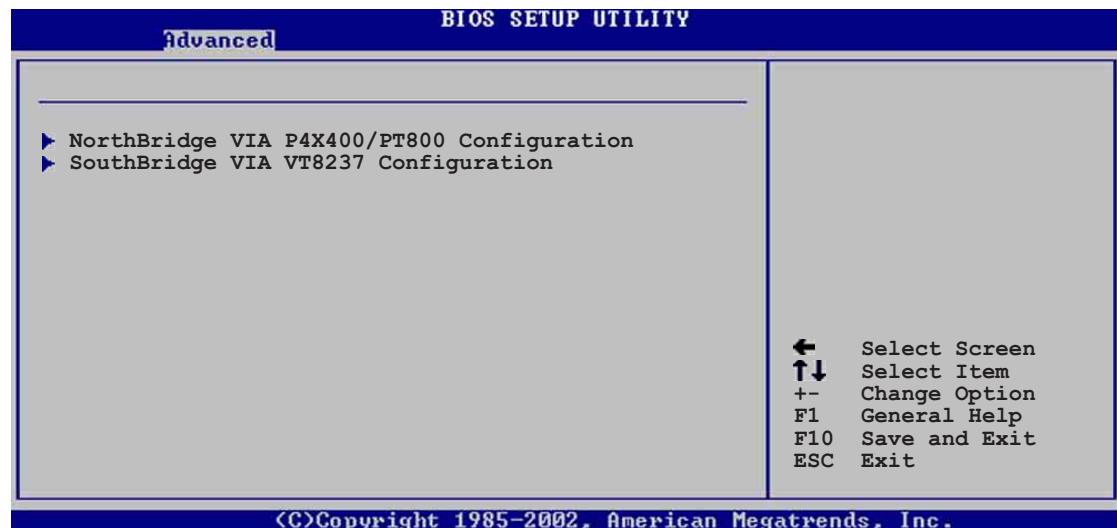 BIOS SETUP UTILITY
Advanced
NorthBridge VIA P4X400/PT800 Configuration
SouthBridge VIA VT8237 Configuration
← Select Screen
↑↓ Select Item
+- Change Option
F1 General Help
F10 Save and Exit
ESC Exit
(C)Copyright 1985-2002, American Megatrends, Inc.